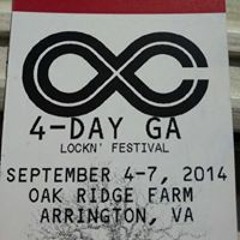 4-DAY GA
LOCKN' FESTIVAL
SEPTEMBER 4-7, 2014
OAK RIDGE FARM
ARRINGTON, VA